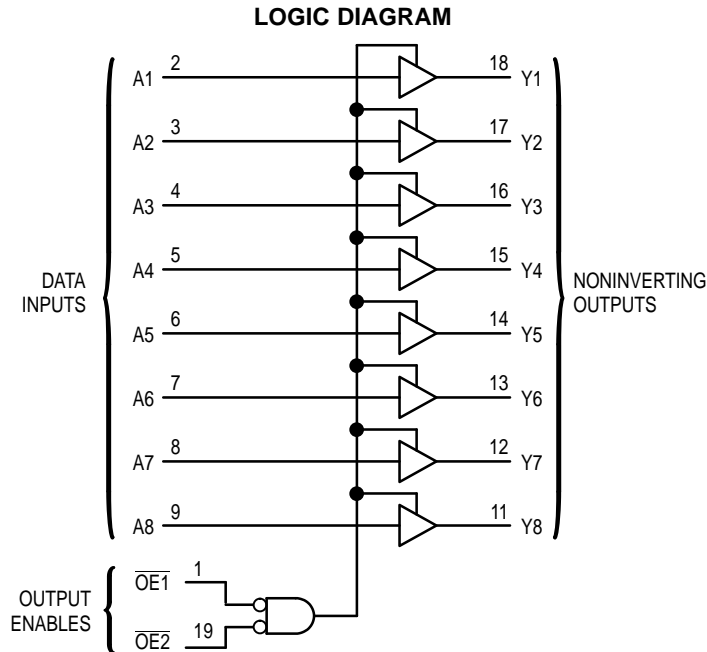 LOGIC DIAGRAM
A1 2 18 Y1
A2 3 17 Y2
A3 4 16 Y3
A4 5 15 Y4
DATA INPUTS
NONINVERTING OUTPUTS
A5 6 14 Y5
A6 7 13 Y6
A7 8 12 Y7
A8 9 11 Y8
OUTPUT ENABLES
OE1 1
OE2 19